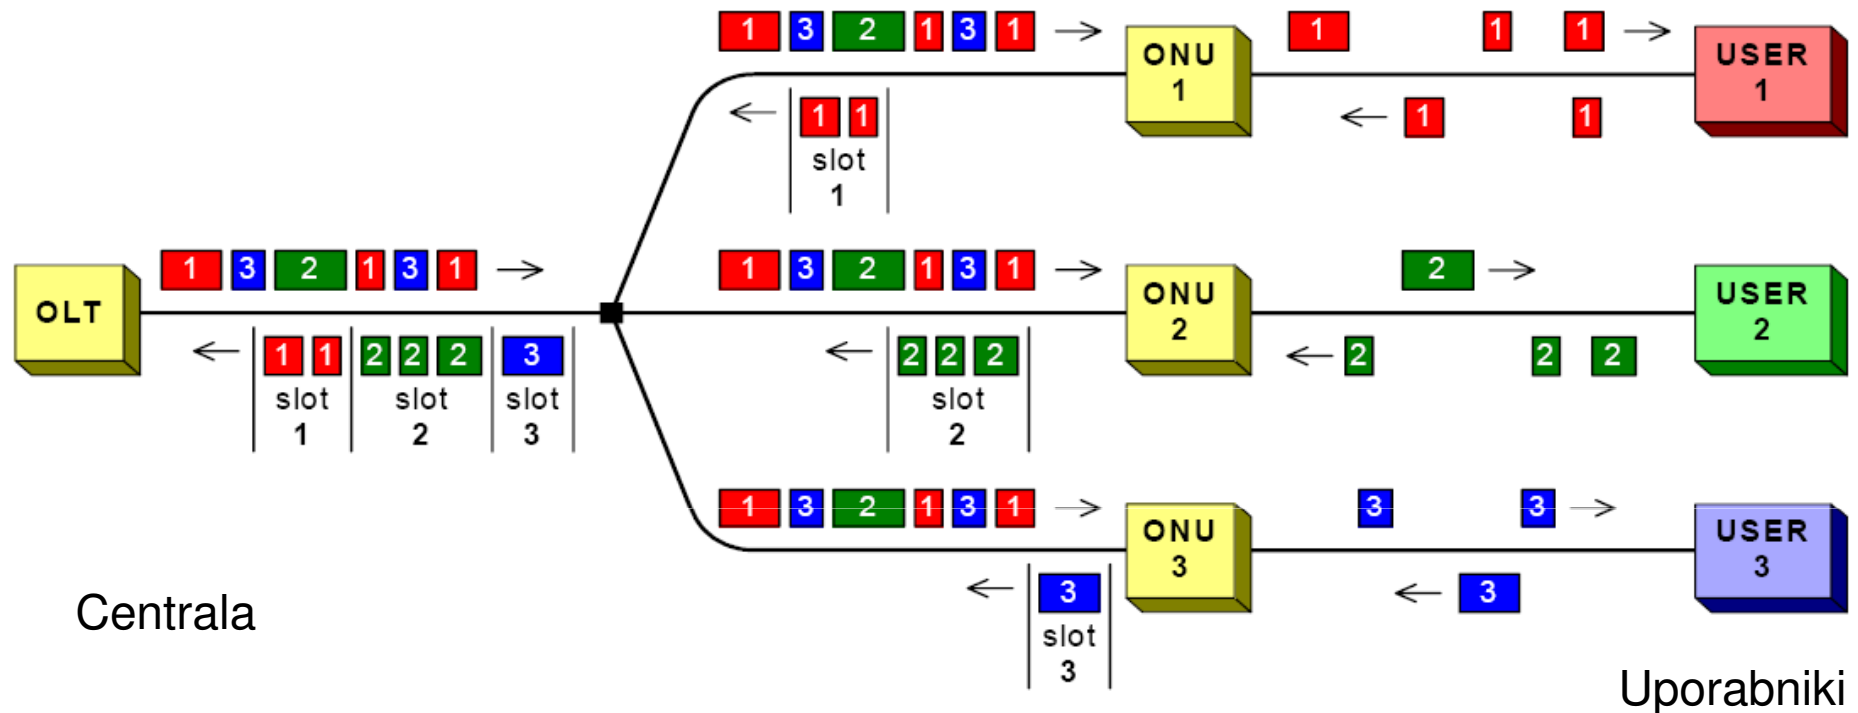 1 3 2 1 3 1
ONU
1
1 1 1
USER
1
1 1
slot
1
1 1
OLT
1 3 2 1 3 1
1 1 2 2 2 3
slot slot slot
1 2 3
1 3 2 1 3 1
ONU
2
2
USER
2
2 2 2
slot
2
2 2 2
1 3 2 1 3 1
ONU
3
3 3
USER
3
3
slot
3
3
Centrala
Uporabniki